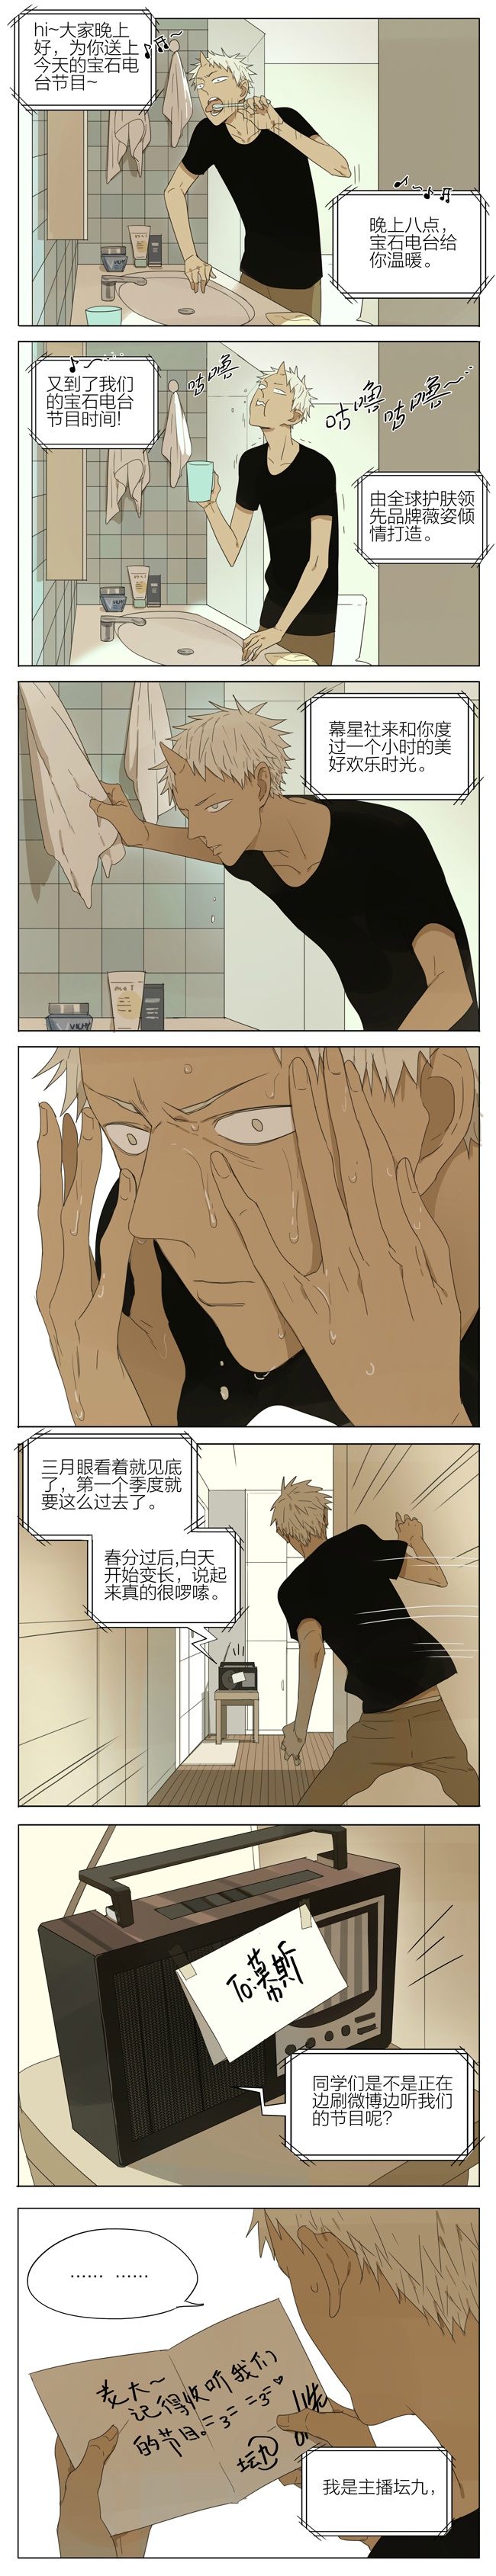 hi~大家晚上
好，为你送上
今天的宝石电
台节目~
晚上八点，
宝石电台给
你温暖。
又到了我们
的宝石电台
节目时间!
咕噜
咕噜
咕噜~
由全球护肤领
先品牌薇姿倾
情打造。
幕星社来和你度
过一个小时的美
好欢乐时光。
VICHY
三月眼看着就见底
了，第一个季度就
要这么过去了。
春分过后,白天
开始变长，说起
来真的很啰嗦。
To.莫帅斯
同学们是不是正在
边刷微博边听我们
的节目呢?
…… ……
麦大~
记得收听我们
的节目。=3= =3=♡
坛九
我是主播坛九，